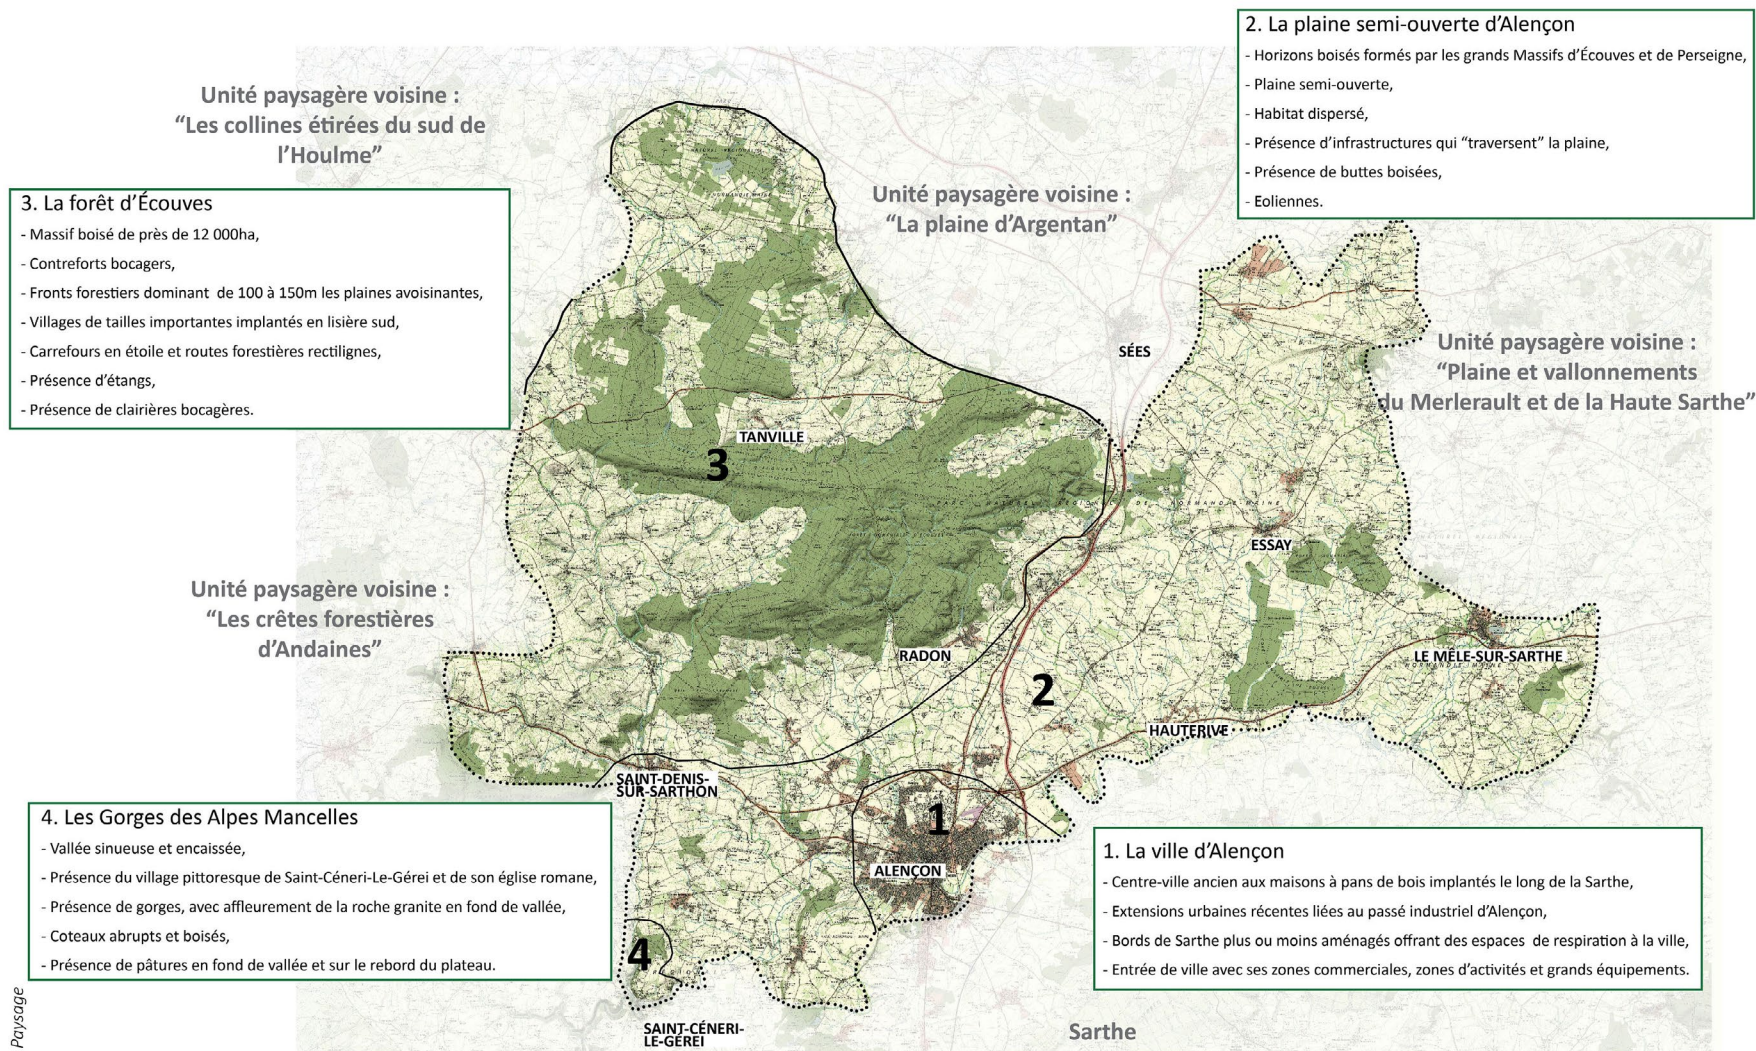 2. La plaine semi-ouverte d’Alençon
- Horizons boisés formés par les grands Massifs d’Écouves et de Perseigne,
- Plaine semi-ouverte,
- Habitat dispersé,
- Présence d’infrastructures qui “traversent” la plaine,
- Présence de buttes boisées,
- Eoliennes.
Unité paysagère voisine :
“Les collines étirées du sud de
l’Houlme”
Unité paysagère voisine :
“La plaine d’Argentan”
3. La forêt d’Écouves
- Massif boisé de près de 12 000ha,
- Contreforts bocagers,
- Fronts forestiers dominant de 100 à 150m les plaines avoisinantes,
- Villages de tailles importantes implantés en lisière sud,
- Carrefours en étoile et routes forestières rectilignes,
- Présence d’étangs,
- Présence de clairières bocagères.
SÉES
Unité paysagère voisine :
“Plaine et vallonnements
du Merlerault et de la Haute Sarthe”
TANVILLE
3
ESSAY
Unité paysagère voisine :
“Les crêtes forestières
d’Andaines”
RADON
LE MÊLE-SUR-SARTHE
2
HAUTERIVE
SAINT-DENIS-
SUR-SARTHON
1
ALENÇON
4. Les Gorges des Alpes Mancelles
- Vallée sinueuse et encaissée,
- Présence du village pittoresque de Saint-Céneri-Le-Gérei et de son église romane,
- Présence de gorges, avec affleurement de la roche granite en fond de vallée,
- Coteaux abrupts et boisés,
- Présence de pâtures en fond de vallée et sur le rebord du plateau.
4
1. La ville d’Alençon
- Centre-ville ancien aux maisons à pans de bois implantés le long de la Sarthe,
- Extensions urbaines récentes liées au passé industriel d’Alençon,
- Bords de Sarthe plus ou moins aménagés offrant des espaces de respiration à la ville,
- Entrée de ville avec ses zones commerciales, zones d’activités et grands équipements.
SAINT-CÉNERI-
LE-GÉREI
Sarthe
Paysage